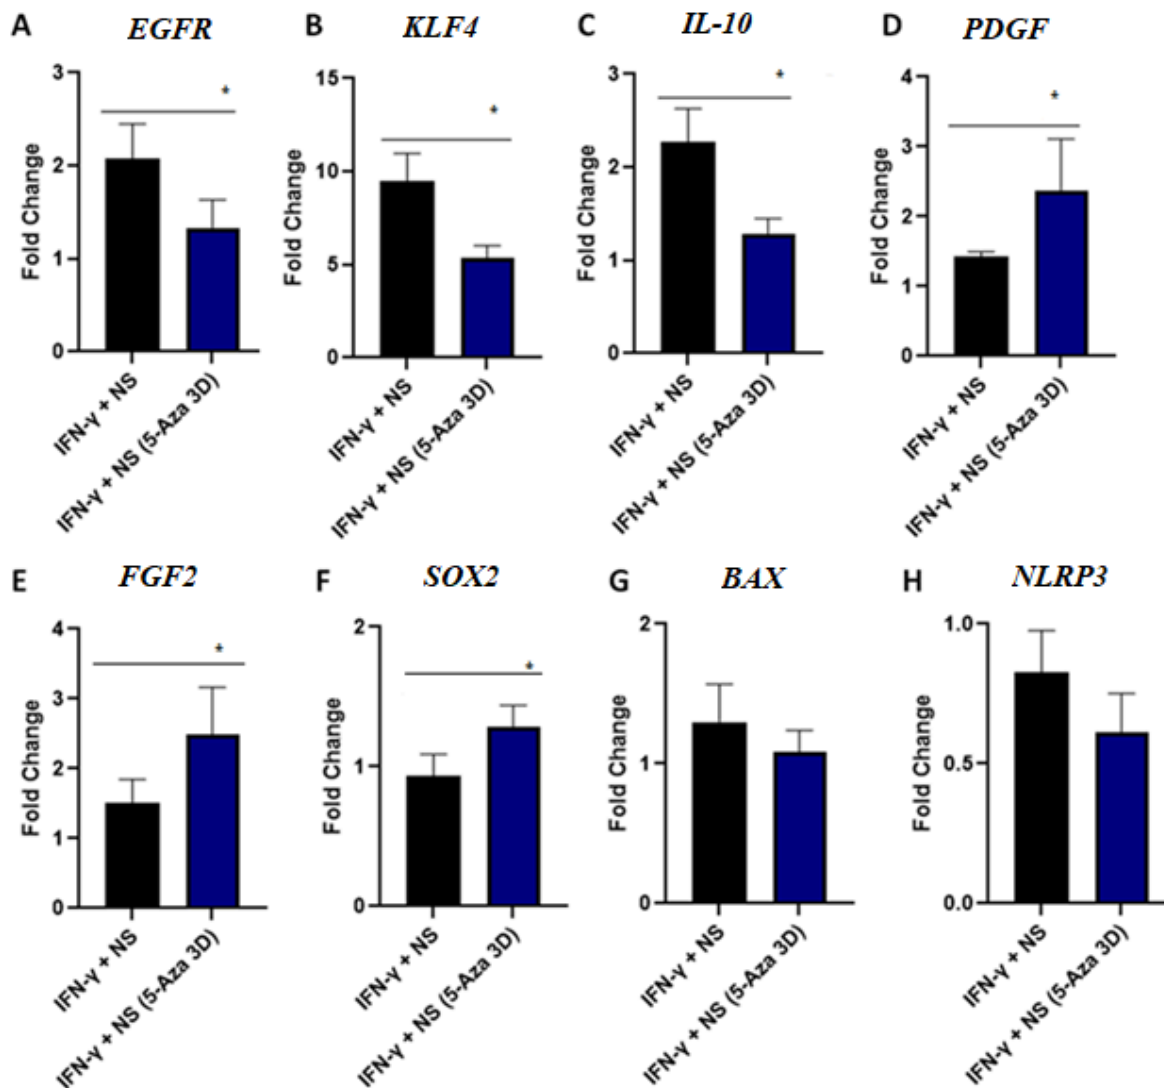 A EGFR
3
2
1
0
Fold Change
*
IFN-γ + NS
IFN-γ + NS (5-Aza 3D)
B KLF4
15
10
5
0
Fold Change
*
IFN-γ + NS
IFN-γ + NS (5-Aza 3D)
C IL-10
3
2
1
0
Fold Change
*
IFN-γ + NS
IFN-γ + NS (5-Aza 3D)
D PDGF
4
3
2
1
0
Fold Change
*
IFN-γ + NS
IFN-γ + NS (5-Aza 3D)
E FGF2
4
3
2
1
0
Fold Change
*
IFN-γ + NS
IFN-γ + NS (5-Aza 3D)
F SOX2
2
1
0
Fold Change
*
IFN-γ + NS
IFN-γ + NS (5-Aza 3D)
G BAX
2
1
0
Fold Change
IFN-γ + NS
IFN-γ + NS (5-Aza 3D)
H NLRP3
1.0
0.5
0.0
Fold Change
IFN-γ + NS
IFN-γ + NS (5-Aza 3D)